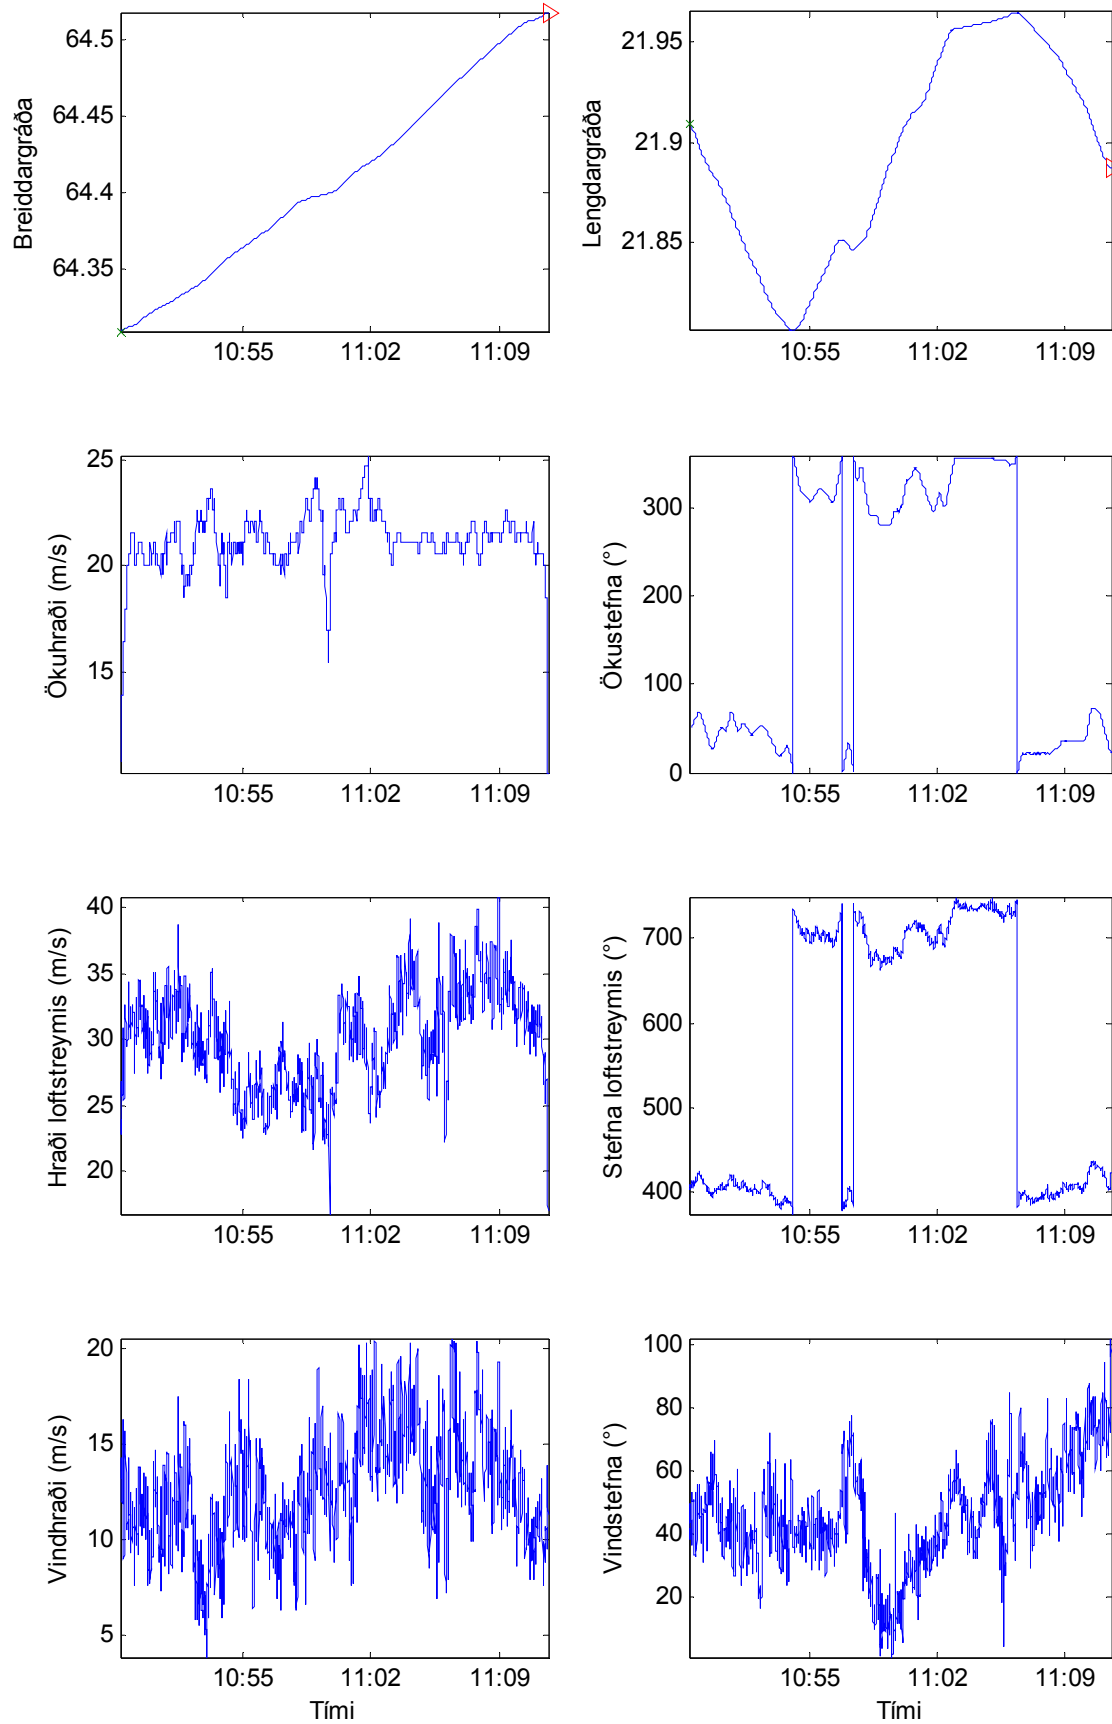 Breiddargráða
64.5
64.45
64.4
64.35
10:55 11:02 11:09
Lengdargráða
21.95
21.9
21.85
10:55 11:02 11:09
Ökuhraði (m/s)
25
20
15
10:55 11:02 11:09
Ökustefna (°)
300
200
100
0
10:55 11:02 11:09
Hraði loftstreymis (m/s)
40
35
30
25
20
10:55 11:02 11:09
Stefna loftstreymis (°)
700
600
500
400
10:55 11:02 11:09
Vindhraði (m/s)
20
15
10
5
10:55 11:02 11:09
Tími
Vindstefna (°)
100
80
60
40
20
10:55 11:02 11:09
Tími